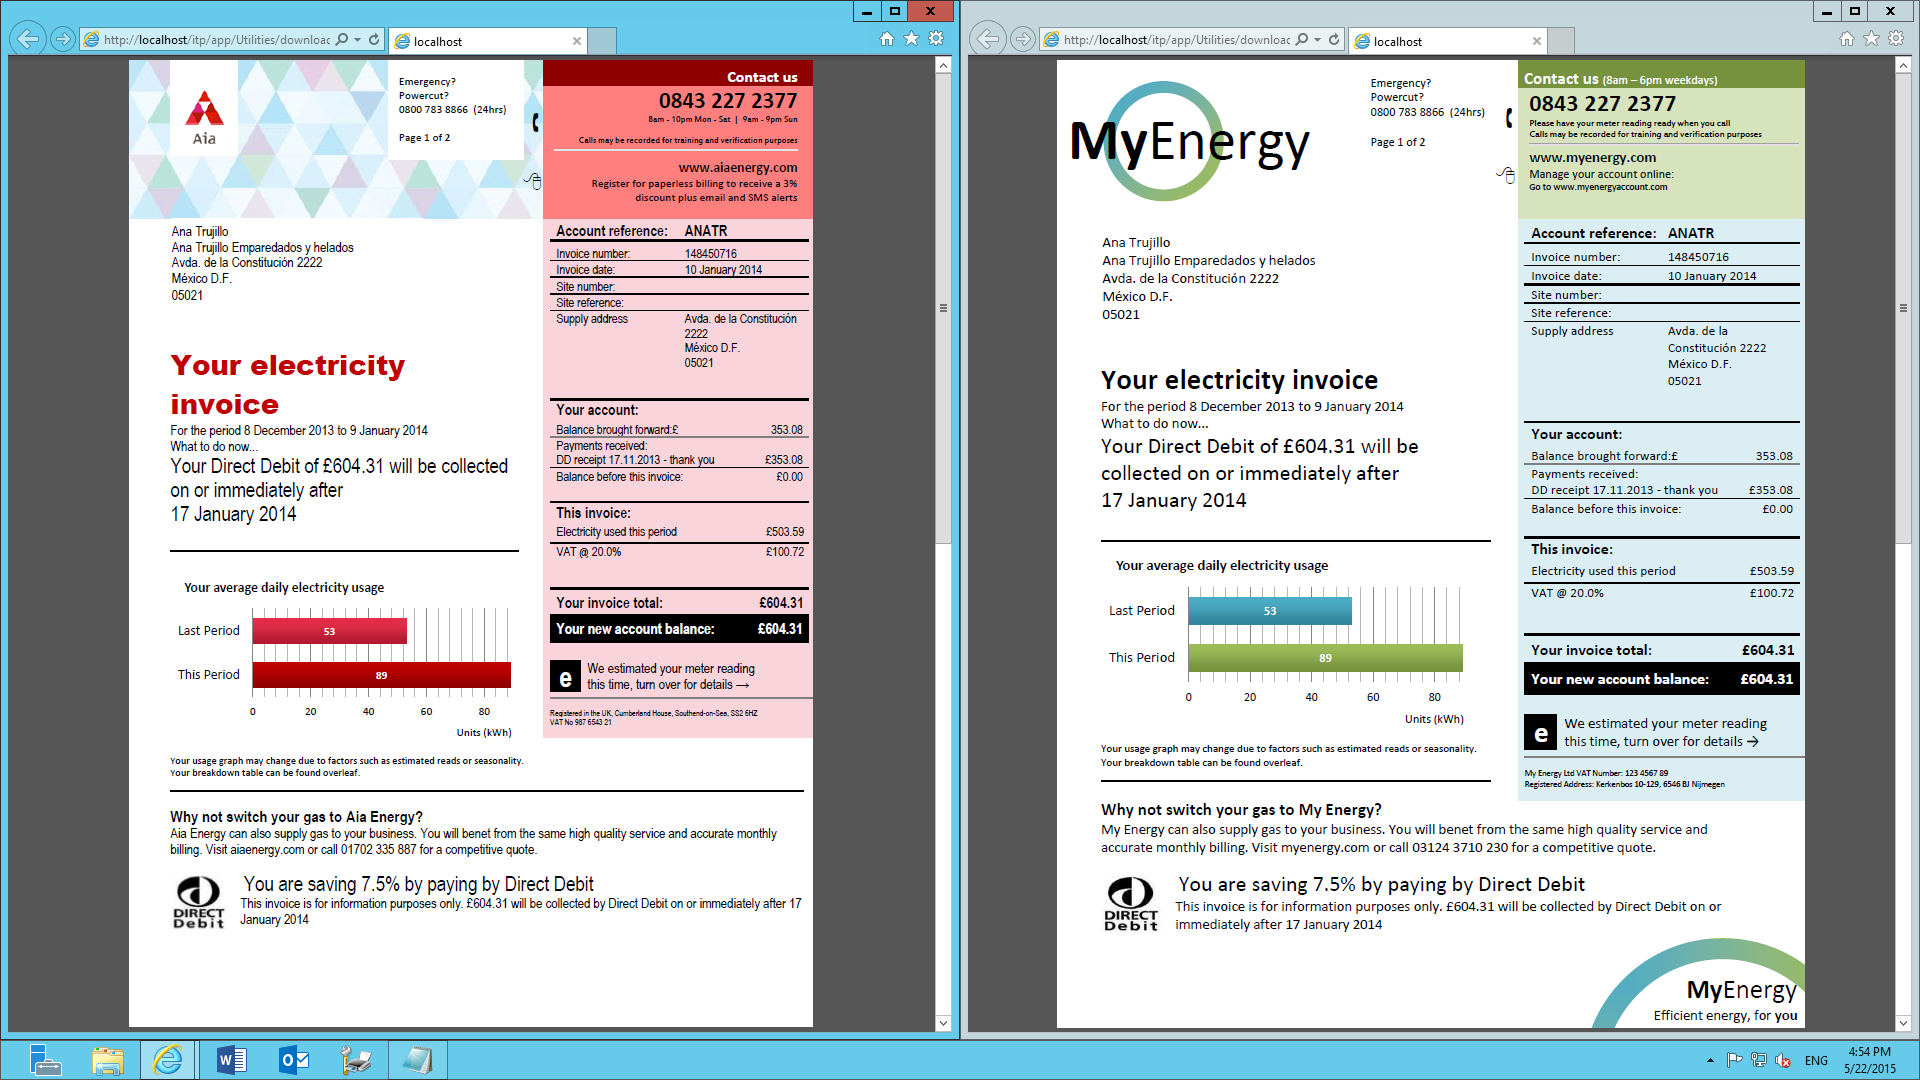 http://localhost/itp/app/Utilities/downloac
localhost
Aia
Emergency?
Powercut?
0800 783 8866 (24hrs)
Page 1 of 2
Contact us
0843 227 2377
8am - 10pm Mon - Sat | 9am - 9pm Sun
Calls may be recorded for training and verification purposes
www.aiaenergy.com
Register for paperless billing to receive a 3%
discount plus email and SMS alerts
Ana Trujillo
Ana Trujillo Emparedados y helados
Avda. de la Constitución 2222
México D.F.
05021
Account reference: ANATR
Invoice number: 148450716
Invoice date: 10 January 2014
Site number:
Site reference:
Supply address Avda. de la Constitución
2222
México D.F.
05021
Your electricity
invoice
For the period 8 December 2013 to 9 January 2014
What to do now...
Your Direct Debit of £604.31 will be collected
on or immediately after
17 January 2014
Your account:
Balance brought forward:£ 353.08
Payments received:
DD receipt 17.11.2013 - thank you £353.08
Balance before this invoice: £0.00
This invoice:
Electricity used this period £503.59
VAT @ 20.0% £100.72
Your invoice total: £604.31
Your new account balance: £604.31
e We estimated your meter reading
this time, turn over for details →
Registered in the UK, Cumberland House, Southend-on-Sea, SS2 6HZ
VAT No 987 6543 21
Your average daily electricity usage
Last Period 53
This Period 89
0 20 40 60 80
Units (kWh)
Your usage graph may change due to factors such as estimated reads or seasonality.
Your breakdown table can be found overleaf.
Why not switch your gas to Aia Energy?
Aia Energy can also supply gas to your business. You will benet from the same high quality service and accurate monthly
billing. Visit aiaenergy.com or call 01702 335 887 for a competitive quote.
DIRECT
Debit
You are saving 7.5% by paying by Direct Debit
This invoice is for information purposes only. £604.31 will be collected by Direct Debit on or immediately after 17
January 2014
http://localhost/itp/app/Utilities/downloac
localhost
MyEnergy
Emergency?
Powercut?
0800 783 8866 (24hrs)
Page 1 of 2
Contact us (8am – 6pm weekdays)
0843 227 2377
Please have your meter reading ready when you call
Calls may be recorded for training and verification purposes
www.myenergy.com
Manage your account online:
Go to www.myenergyaccount.com
Ana Trujillo
Ana Trujillo Emparedados y helados
Avda. de la Constitución 2222
México D.F.
05021
Account reference: ANATR
Invoice number: 148450716
Invoice date: 10 January 2014
Site number:
Site reference:
Supply address Avda. de la
Constitución 2222
México D.F.
05021
Your electricity invoice
For the period 8 December 2013 to 9 January 2014
What to do now...
Your Direct Debit of £604.31 will be
collected on or immediately after
17 January 2014
Your account:
Balance brought forward:£ 353.08
Payments received:
DD receipt 17.11.2013 - thank you £353.08
Balance before this invoice: £0.00
This invoice:
Electricity used this period £503.59
VAT @ 20.0% £100.72
Your invoice total: £604.31
Your new account balance: £604.31
e We estimated your meter reading
this time, turn over for details →
My Energy Ltd VAT Number: 123 4567 89
Registered Address: Kerkenbos 10-129, 6546 BJ Nijmegen
Your average daily electricity usage
Last Period 53
This Period 89
0 20 40 60 80
Units (kWh)
Your usage graph may change due to factors such as estimated reads or seasonality.
Your breakdown table can be found overleaf.
Why not switch your gas to My Energy?
My Energy can also supply gas to your business. You will benet from the same high quality service and
accurate monthly billing. Visit myenergy.com or call 03124 3710 230 for a competitive quote.
DIRECT
Debit
You are saving 7.5% by paying by Direct Debit
This invoice is for information purposes only. £604.31 will be collected by Direct Debit on or
immediately after 17 January 2014
MyEnergy
Efficient energy, for you
ENG
4:54 PM
5/22/2015